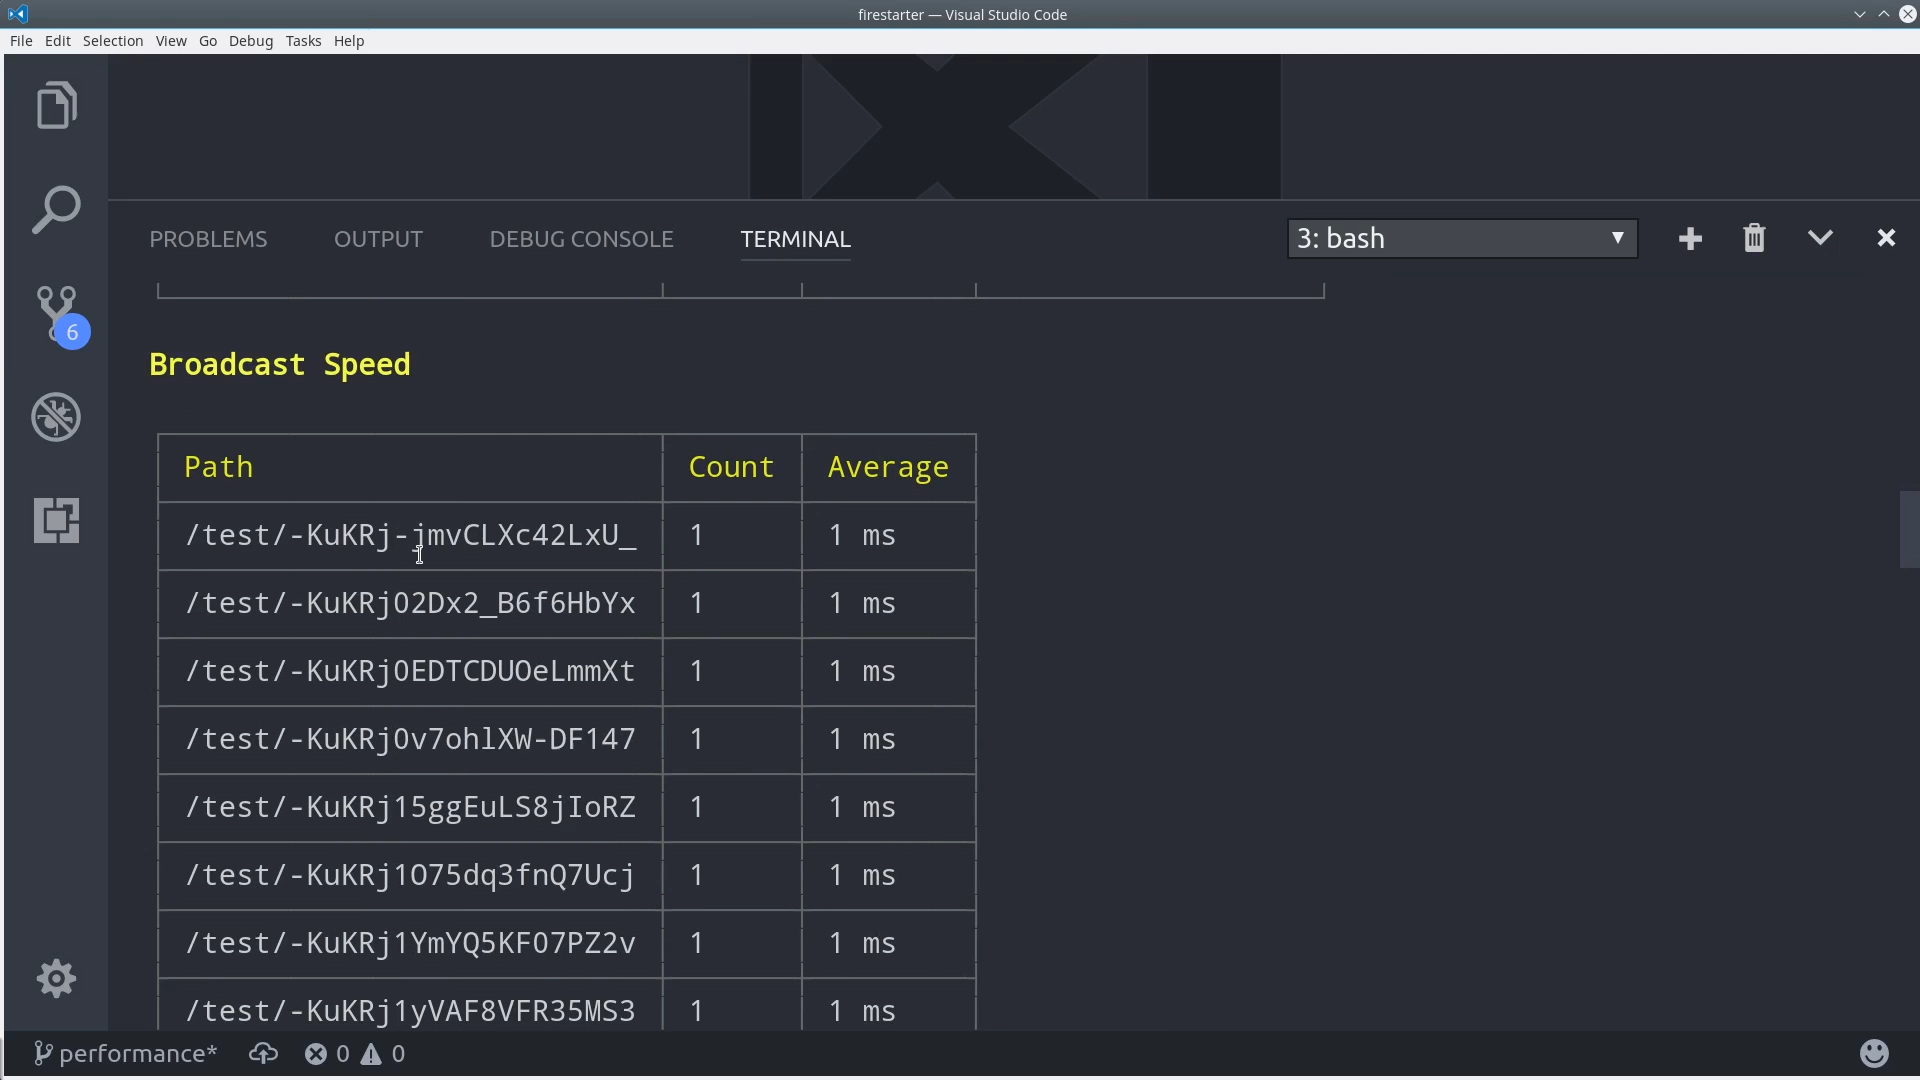 firestarter — Visual Studio Code
File Edit Selection View Go Debug Tasks Help
PROBLEMS OUTPUT DEBUG CONSOLE TERMINAL 3: bash
6
Broadcast Speed
Path Count Average
/test/-KuKRj-jmvCLXc42LxU_ 1 1 ms
/test/-KuKRj02Dx2_B6f6HbYx 1 1 ms
/test/-KuKRj0EDTCDUOeLmmXt 1 1 ms
/test/-KuKRj0v7ohlXW-DF147 1 1 ms
/test/-KuKRj15ggEuLS8jIoRZ 1 1 ms
/test/-KuKRj1O75dq3fnQ7Ucj 1 1 ms
/test/-KuKRj1YmYQ5KF07PZ2v 1 1 ms
/test/-KuKRj1yVAF8VFR35MS3 1 1 ms
performance* 0 0